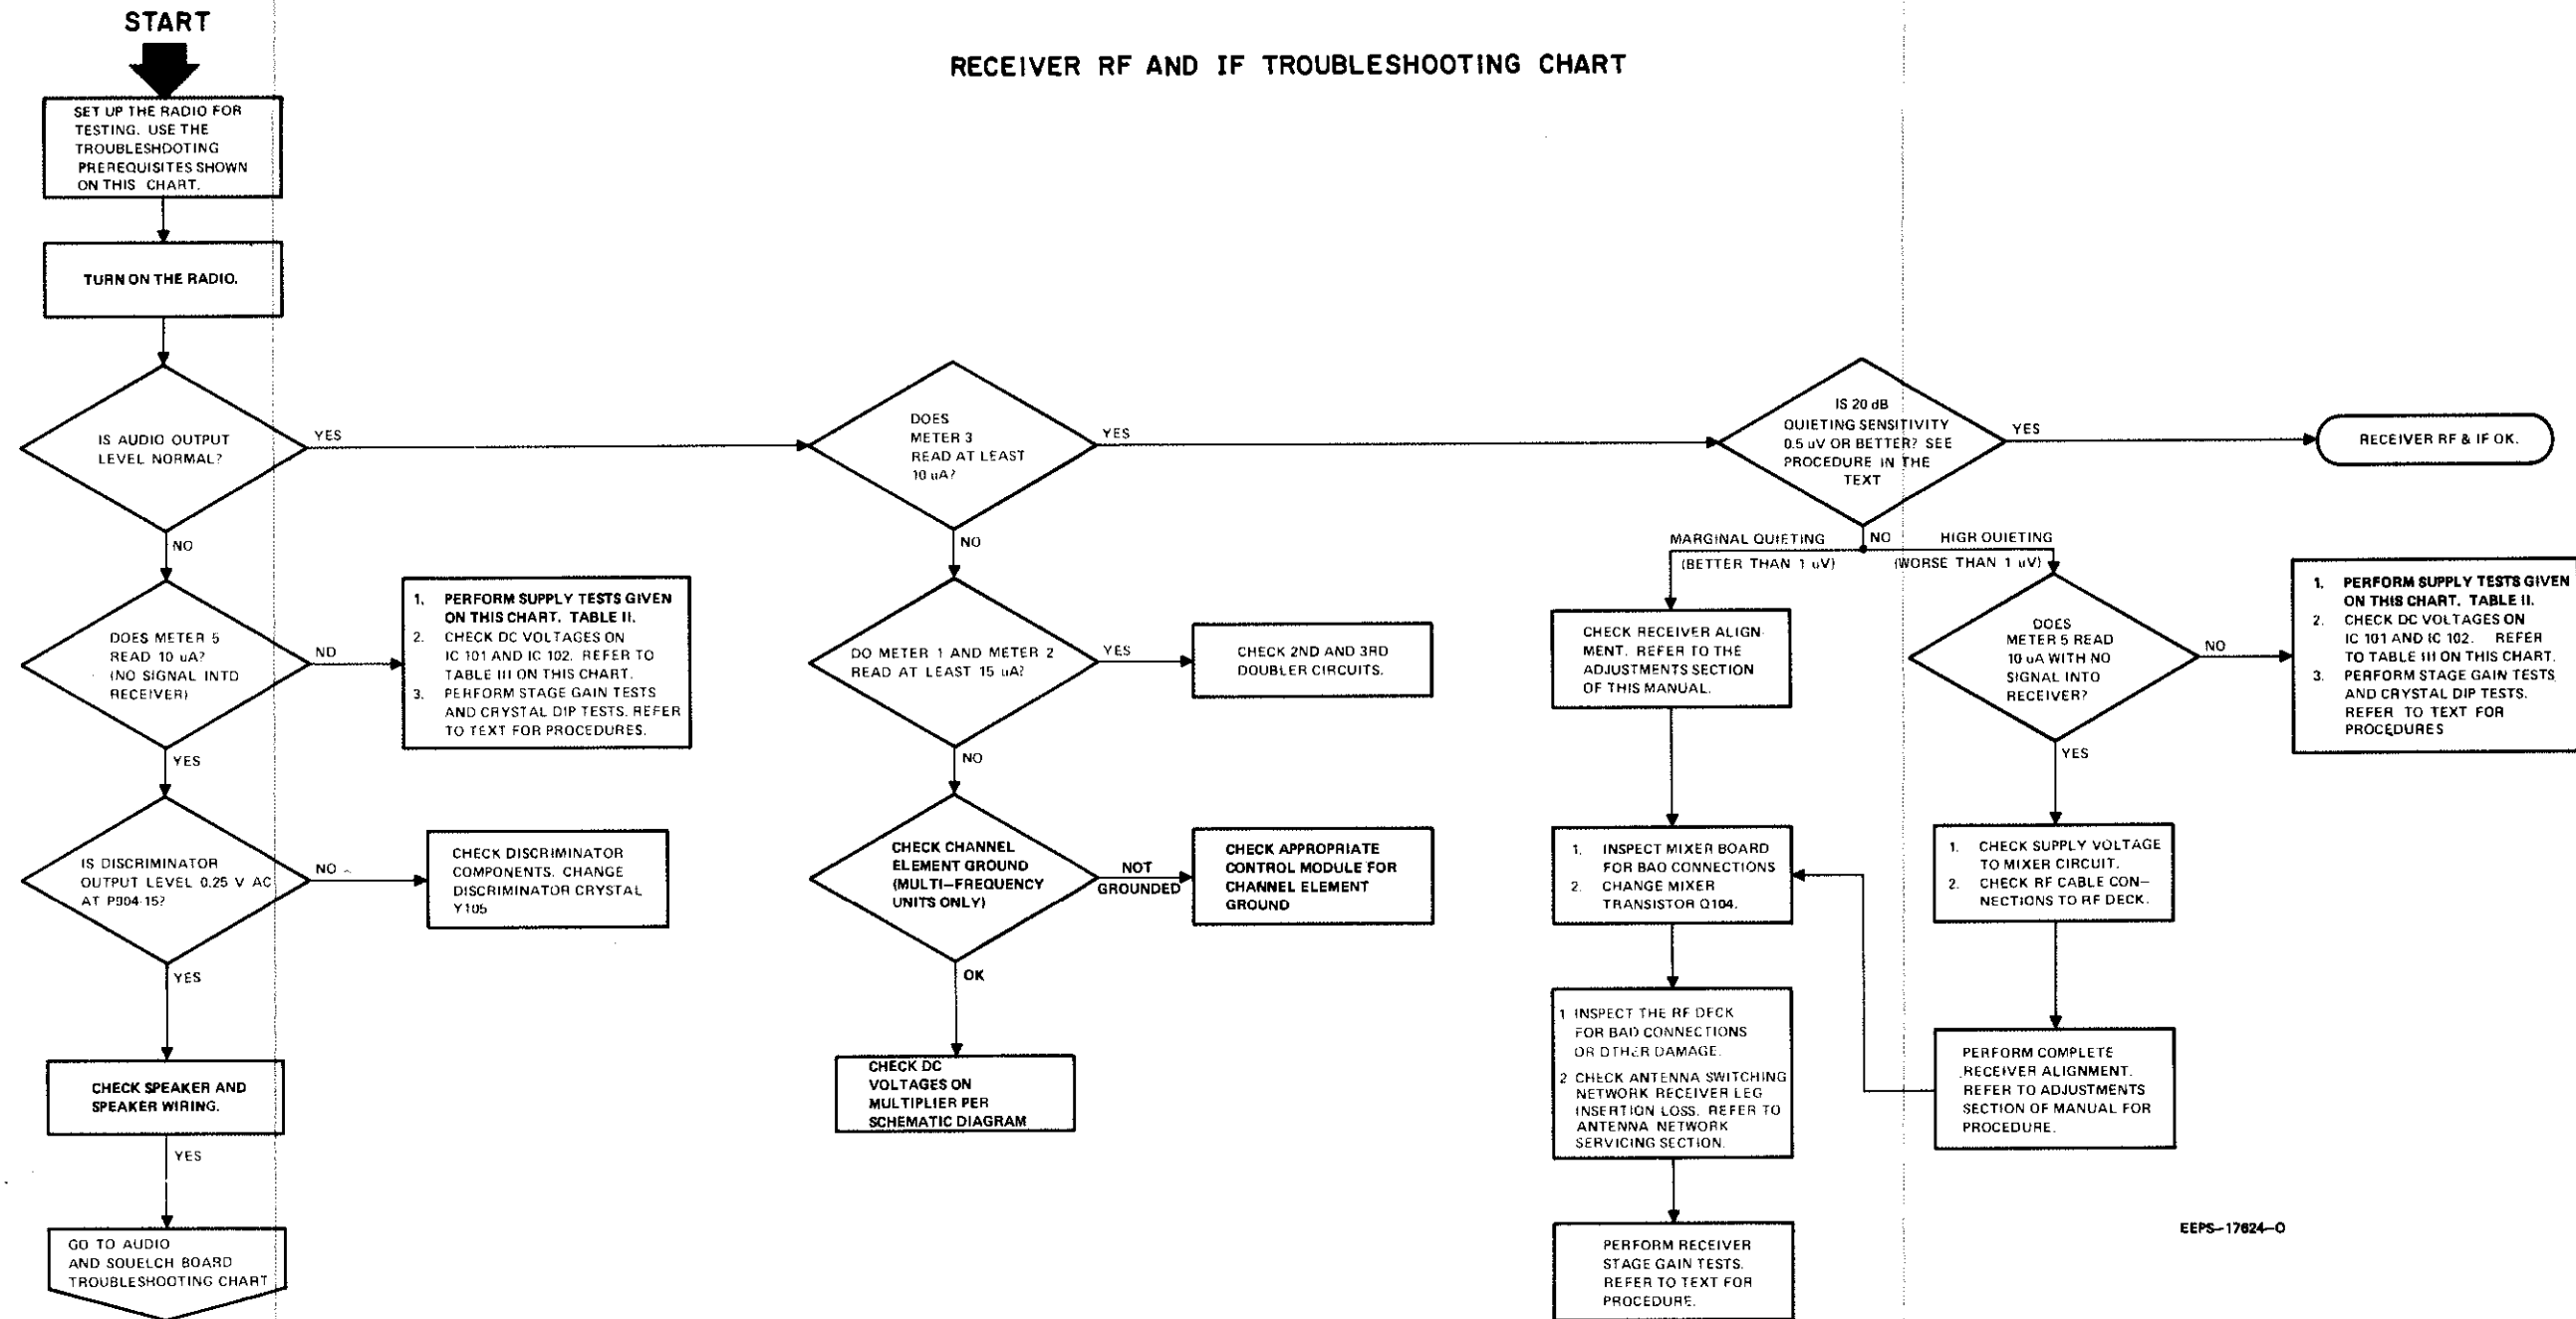 START
RECEIVER RF AND IF TROUBLESHOOTING CHART
SET UP THE RADIO FOR
TESTING. USE THE
TROUBLESHDOTING
PREREQUISITES SHOWN
ON THIS CHART.
TURN ON THE RADIO.
IS AUDIO OUTPUT
LEVEL NORMAL?
YES
NO
DOES METER 5
READ 10 uA?
(NO SIGNAL INTO
RECEIVER)
ND
1. PERFORM SUPPLY TESTS GIVEN
ON THIS CHART. TABLE II.
2. CHECK DC VOLTAGES ON
IC 101 AND IC 102. REFER TO
TABLE III ON THIS CHART.
3. PERFORM STAGE GAIN TESTS
AND CRYSTAL DIP TESTS. REFER
TO TEXT FOR PROCEDURES.
YES
IS DISCRIMINATOR
OUTPUT LEVEL 0.25 V AC
AT P904-15?
NO
CHECK DISCRIMINATOR
COMPONENTS. CHANGE
DISCRIMINATOR CRYSTAL
Y105
YES
CHECK SPEAKER AND
SPEAKER WIRING.
YES
GO TO AUDIO
AND SOUELCH BOARD
TROUBLESHOOTING CHART
DOES
METER 3
READ AT LEAST
10 uA?
YES
NO
DO METER 1 AND METER 2
READ AT LEAST 15 uA?
YES
CHECK 2ND AND 3RD
DOUBLER CIRCUITS.
NO
CHECK CHANNEL
ELEMENT GROUND
(MULTI-FREQUENCY
UNITS ONLY)
NOT
GROUNDED
CHECK APPROPRIATE
CONTROL MODULE FOR
CHANNEL ELEMENT
GROUND
OK
CHECK DC
VOLTAGES ON
MULTIPLIER PER
SCHEMATIC DIAGRAM
IS 20 dB
QUIETING SENSITIVITY
0.5 uV OR BETTER? SEE
PROCEDURE IN THE
TEXT
YES
RECEIVER RF & IF OK.
NO
MARGINAL QUIETING
(BETTER THAN 1 uV)
HIGR QUIETING
(WORSE THAN 1 uV)
CHECK RECEIVER ALIGN-
MENT. REFER TO THE
ADJUSTMENTS SECTION
OF THIS MANUAL.
1. INSPECT MIXER BOARD
FOR BAO CONNECTIONS
2. CHANGE MIXER
TRANSISTOR Q104.
1 INSPECT THE RF DECK
FOR BAD CONNECTIONS
OR DTHER DAMAGE.
2 CHECK ANTENNA SWITCHING
NETWORK RECEIVER LEG
INSERTION LOSS. REFER TO
ANTENNA NETWORK
SERVICING SECTION.
PERFORM RECEIVER
STAGE GAIN TESTS.
REFER TO TEXT FOR
PROCEDURE.
DOES
METER 5 READ
10 uA WITH NO
SIGNAL INTO
RECEIVER?
NO
1. PERFORM SUPPLY TESTS GIVEN
ON THIS CHART. TABLE II.
2. CHECK DC VOLTAGES ON
IC 101 AND IC 102. REFER
TO TABLE III ON THIS CHART.
3. PERFORM STAGE GAIN TESTS
AND CRYSTAL DIP TESTS.
REFER TO TEXT FOR
PROCEDURES
YES
1. CHECK SUPPLY VOLTAGE
TO MIXER CIRCUIT.
2. CHECK RF CABLE CON-
NECTIONS TO RF DECK.
PERFORM COMPLETE
RECEIVER ALIGNMENT.
REFER TO ADJUSTMENTS
SECTION OF MANUAL FOR
PROCEDURE.
EEPS-17624-O